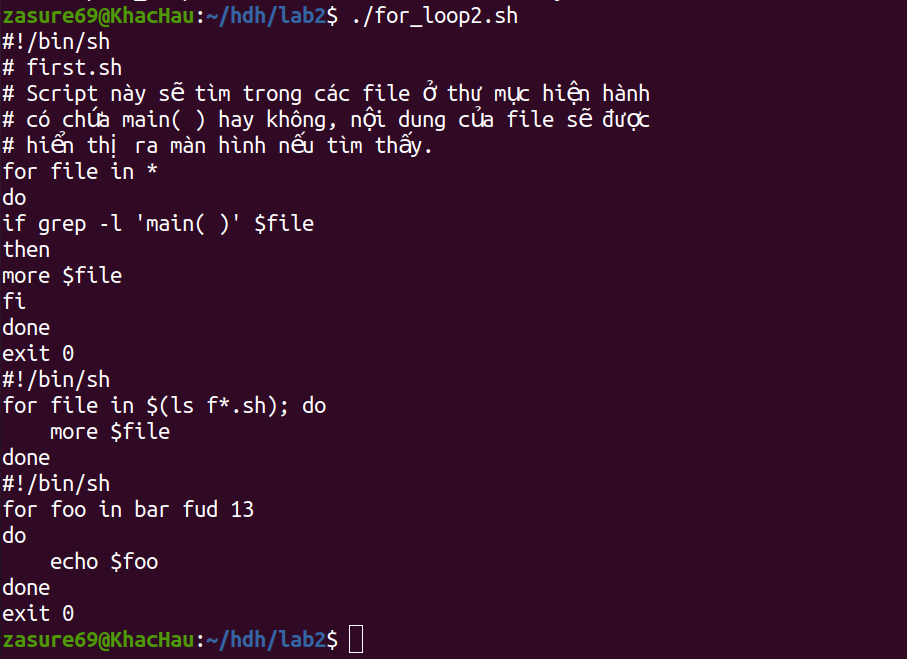 zasure69@KhacHau:~/hdh/lab2$ ./for_loop2.sh
#!/bin/sh
# first.sh
# Script này sẽ tìm trong các file ở thư mục hiện hành
# có chứa main( ) hay không, nội dung của file sẽ được
# hiển thị ra màn hình nếu tìm thấy.
for file in *
do
if grep -l 'main( )' $file
then
more $file
fi
done
exit 0
#!/bin/sh
for file in $(ls f*.sh); do
    more $file
done
#!/bin/sh
for foo in bar fud 13
do
    echo $foo
done
exit 0
zasure69@KhacHau:~/hdh/lab2$